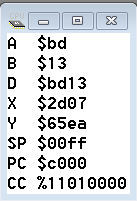 A $bd
B $13
D $bd13
X $2d07
Y $65ea
SP $00ff
PC $c000
CC %11010000